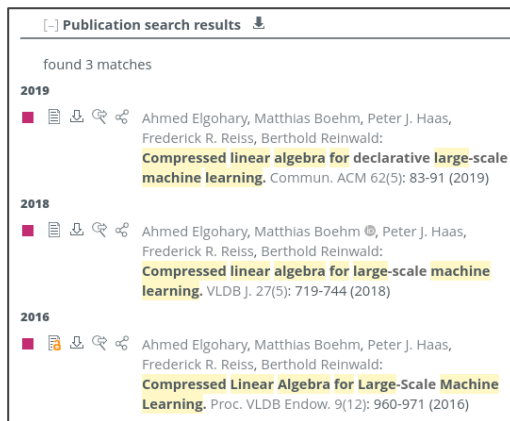 [−] Publication search results
found 3 matches
2019
Ahmed Elgohary, Matthias Boehm, Peter J. Haas,
Frederick R. Reiss, Berthold Reinwald:
Compressed linear algebra for declarative large-scale
machine learning. Commun. ACM 62(5): 83-91 (2019)
2018
Ahmed Elgohary, Matthias Boehm, Peter J. Haas,
Frederick R. Reiss, Berthold Reinwald:
Compressed linear algebra for large-scale machine
learning. VLDB J. 27(5): 719-744 (2018)
2016
Ahmed Elgohary, Matthias Boehm, Peter J. Haas,
Frederick R. Reiss, Berthold Reinwald:
Compressed Linear Algebra for Large-Scale Machine
Learning. Proc. VLDB Endow. 9(12): 960-971 (2016)